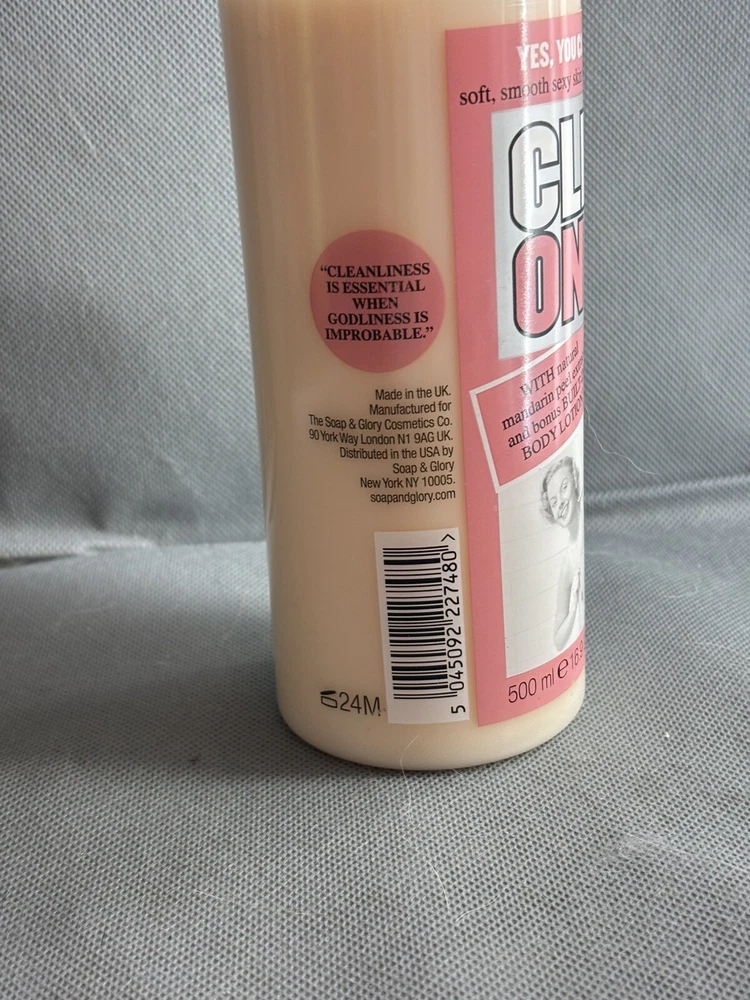 "CLEANLINESS
IS ESSENTIAL
WHEN
GODLINESS IS
IMPROBABLE."
Made in the UK.
Manufactured for
The Soap & Glory Cosmetics Co.
90 York Way London N1 9AG UK.
Distributed in the USA by
Soap & Glory
New York NY 10005.
soapandglory.com
5 045092 227480 >
24M
YES, YOU
soft, smooth sexy skin
CL
ON
WITH natural
mandarin peel
and bonus
BODY LOTION
500 ml e 16.9